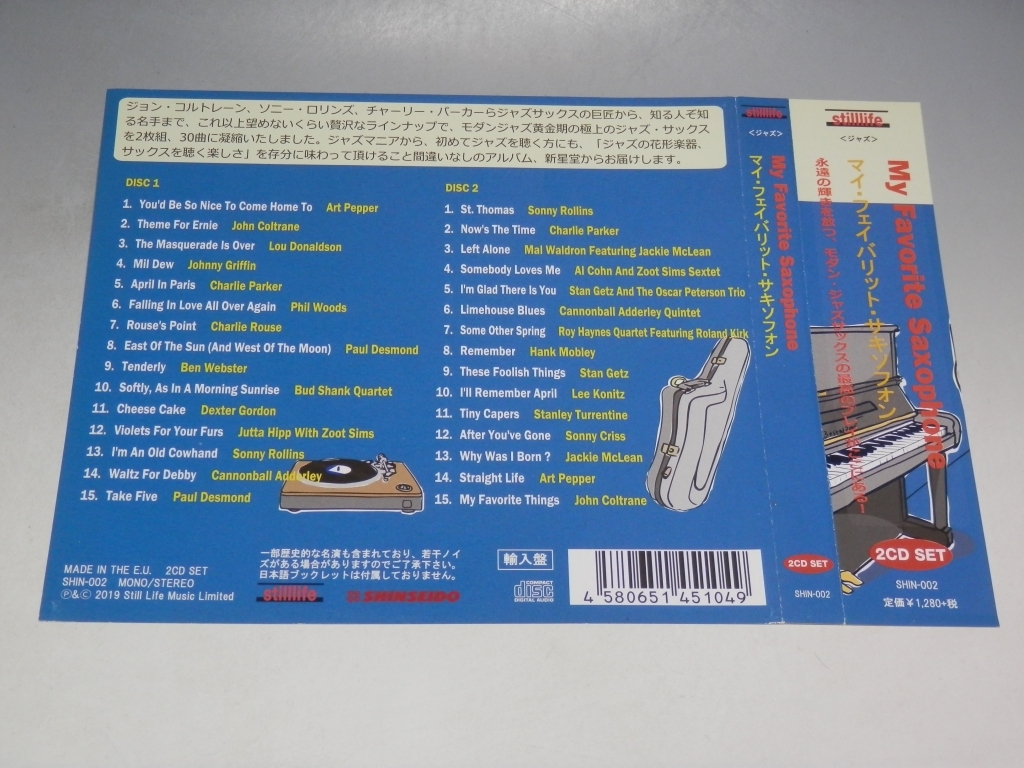 ジョン・コルトレーン、ソニー・ロリンズ、チャーリー・パーカーらジャズサックスの巨匠から、知る人ぞ知
る名手まで、これ以上望めないくらい贅沢なラインナップで、モダンジャズ黄金期の極上のジャズ・サックス
を2枚組、30曲に凝縮いたしました。ジャズマニアから、初めてジャズを聴く方にも、「ジャズの花形楽器、
サックスを聴く楽しさ」を存分に味わって頂けること間違いなしのアルバム、新星堂からお届けします。
DISC 1
1. You'd Be So Nice To Come Home To Art Pepper
2. Theme For Ernie John Coltrane
3. The Masquerade Is Over Lou Donaldson
4. Mil Dew Johnny Griffin
5. April In Paris Charlie Parker
6. Falling In Love All Over Again Phil Woods
7. Rouse's Point Charlie Rouse
8. East Of The Sun (And West Of The Moon) Paul Desmond
9. Tenderly Ben Webster
10. Softly, As In A Morning Sunrise Bud Shank Quartet
11. Cheese Cake Dexter Gordon
12. Violets For Your Furs Jutta Hipp With Zoot Sims
13. I'm An Old Cowhand Sonny Rollins
14. Waltz For Debby Cannonball Adderley
15. Take Five Paul Desmond
DISC 2
1. St. Thomas Sonny Rollins
2. Now's The Time Charlie Parker
3. Left Alone Mal Waldron Featuring Jackie McLean
4. Somebody Loves Me Al Cohn And Zoot Sims Sextet
5. I'm Glad There Is You Stan Getz And The Oscar Peterson Trio
6. Limehouse Blues Cannonball Adderley Quintet
7. Some Other Spring Roy Haynes Quartet Featuring Roland Kirk
8. Remember Hank Mobley
9. These Foolish Things Stan Getz
10. I'll Remember April Lee Konitz
11. Tiny Capers Stanley Turrentine
12. After You've Gone Sonny Criss
13. Why Was I Born ? Jackie McLean
14. Straight Life Art Pepper
15. My Favorite Things John Coltrane
MADE IN THE E.U. 2CD SET
SHIN-002 MONO/STEREO
Ⓟ&© 2019 Still Life Music Limited
一部歴史的な名演も含まれており、若干ノイ
ズがある場合がありますのでご了承下さい。
日本語ブックレットは付属しておりません。
stilllife
SHINSEIDO
輸入盤
COMPACT
disc
DIGITAL AUDIO
4 580651 451049
stilllife
<ジャズ>
My Favorite Saxophone
マイ・フェイバリット・サキソフォン
2CD SET
SHIN-002
stilllife
<ジャズ>
My Favorite Saxophone
マイ・フェイバリット・サキソフォン
永遠の輝きを放つ、モダン・ジャズサックスの最高の
2CD SET
SHIN-002
定価¥1,280+税